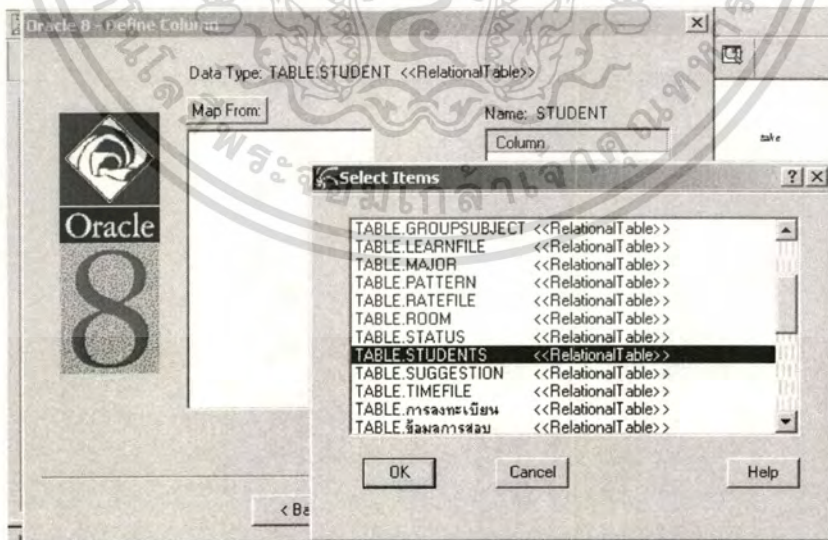 Oracle 8 - Define Column
Data Type: TABLE.STUDENT <<RelationalTable>>
Map From:
Name: STUDENT
Column
take
Oracle
8
Select Items
TABLE.GROUPSUBJECT <<RelationalTable>>
TABLE.LEARNFILE <<RelationalTable>>
TABLE.MAJOR <<RelationalTable>>
TABLE.PATTERN <<RelationalTable>>
TABLE.RATEFILE <<RelationalTable>>
TABLE.ROOM <<RelationalTable>>
TABLE.STATUS <<RelationalTable>>
TABLE.STUDENTS <<RelationalTable>>
TABLE.SUGGESTION <<RelationalTable>>
TABLE.TIMEFILE <<RelationalTable>>
TABLE.การลงทะเบียน <<RelationalTable>>
TABLE.ข้อมูลการสอบ <<RelationalTable>>
OK Cancel Help
< Ba